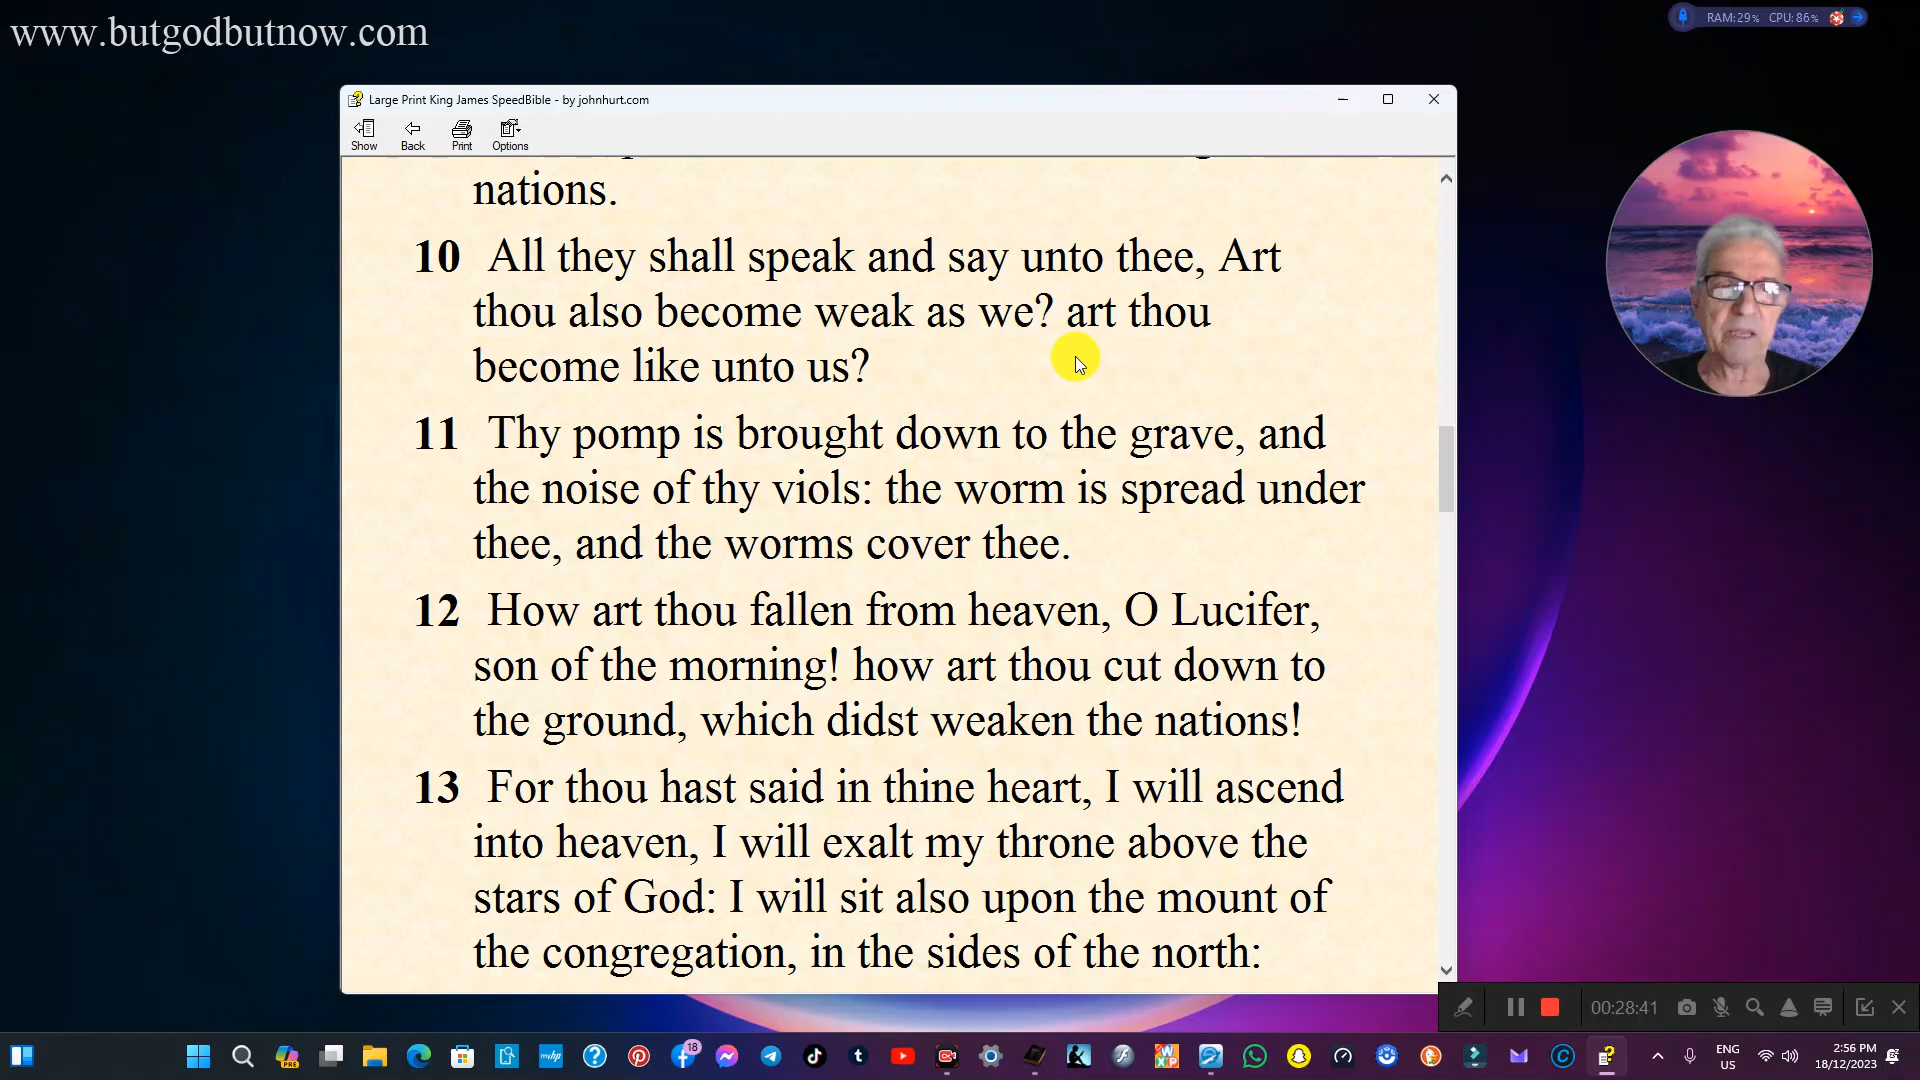 www.butgodbutnow.com
RAM:29% CPU:86%
Large Print King James SpeedBible - by johnhurt.com
Show Back Print Options
nations.
10 All they shall speak and say unto thee, Art
thou also become weak as we? art thou
become like unto us?
11 Thy pomp is brought down to the grave, and
the noise of thy viols: the worm is spread under
thee, and the worms cover thee.
12 How art thou fallen from heaven, O Lucifer,
son of the morning! how art thou cut down to
the ground, which didst weaken the nations!
13 For thou hast said in thine heart, I will ascend
into heaven, I will exalt my throne above the
stars of God: I will sit also upon the mount of
the congregation, in the sides of the north:
00:28:41
PRE
myhp
18
ENG
US
2:56 PM
18/12/2023